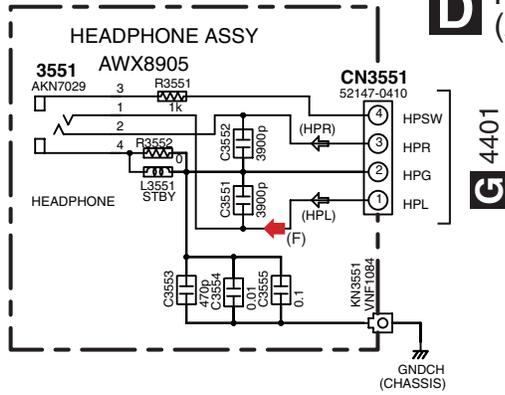 D
HEADPHONE ASSY
AWX8905
3551
AKN7029
CN3551
52147-0410
3
R3551
1k
1
2
4
R3552
0
L3551
STBY
HEADPHONE
C3552
3900p
C3551
3900p
(HPR)
(HPL)
(F)
4
HPSW
3
HPR
2
HPG
1
HPL
G 4401
C3553
470p
C3554
0.01
C3555
0.1
KN3551
VNF1084
GNDCH
(CHASSIS)